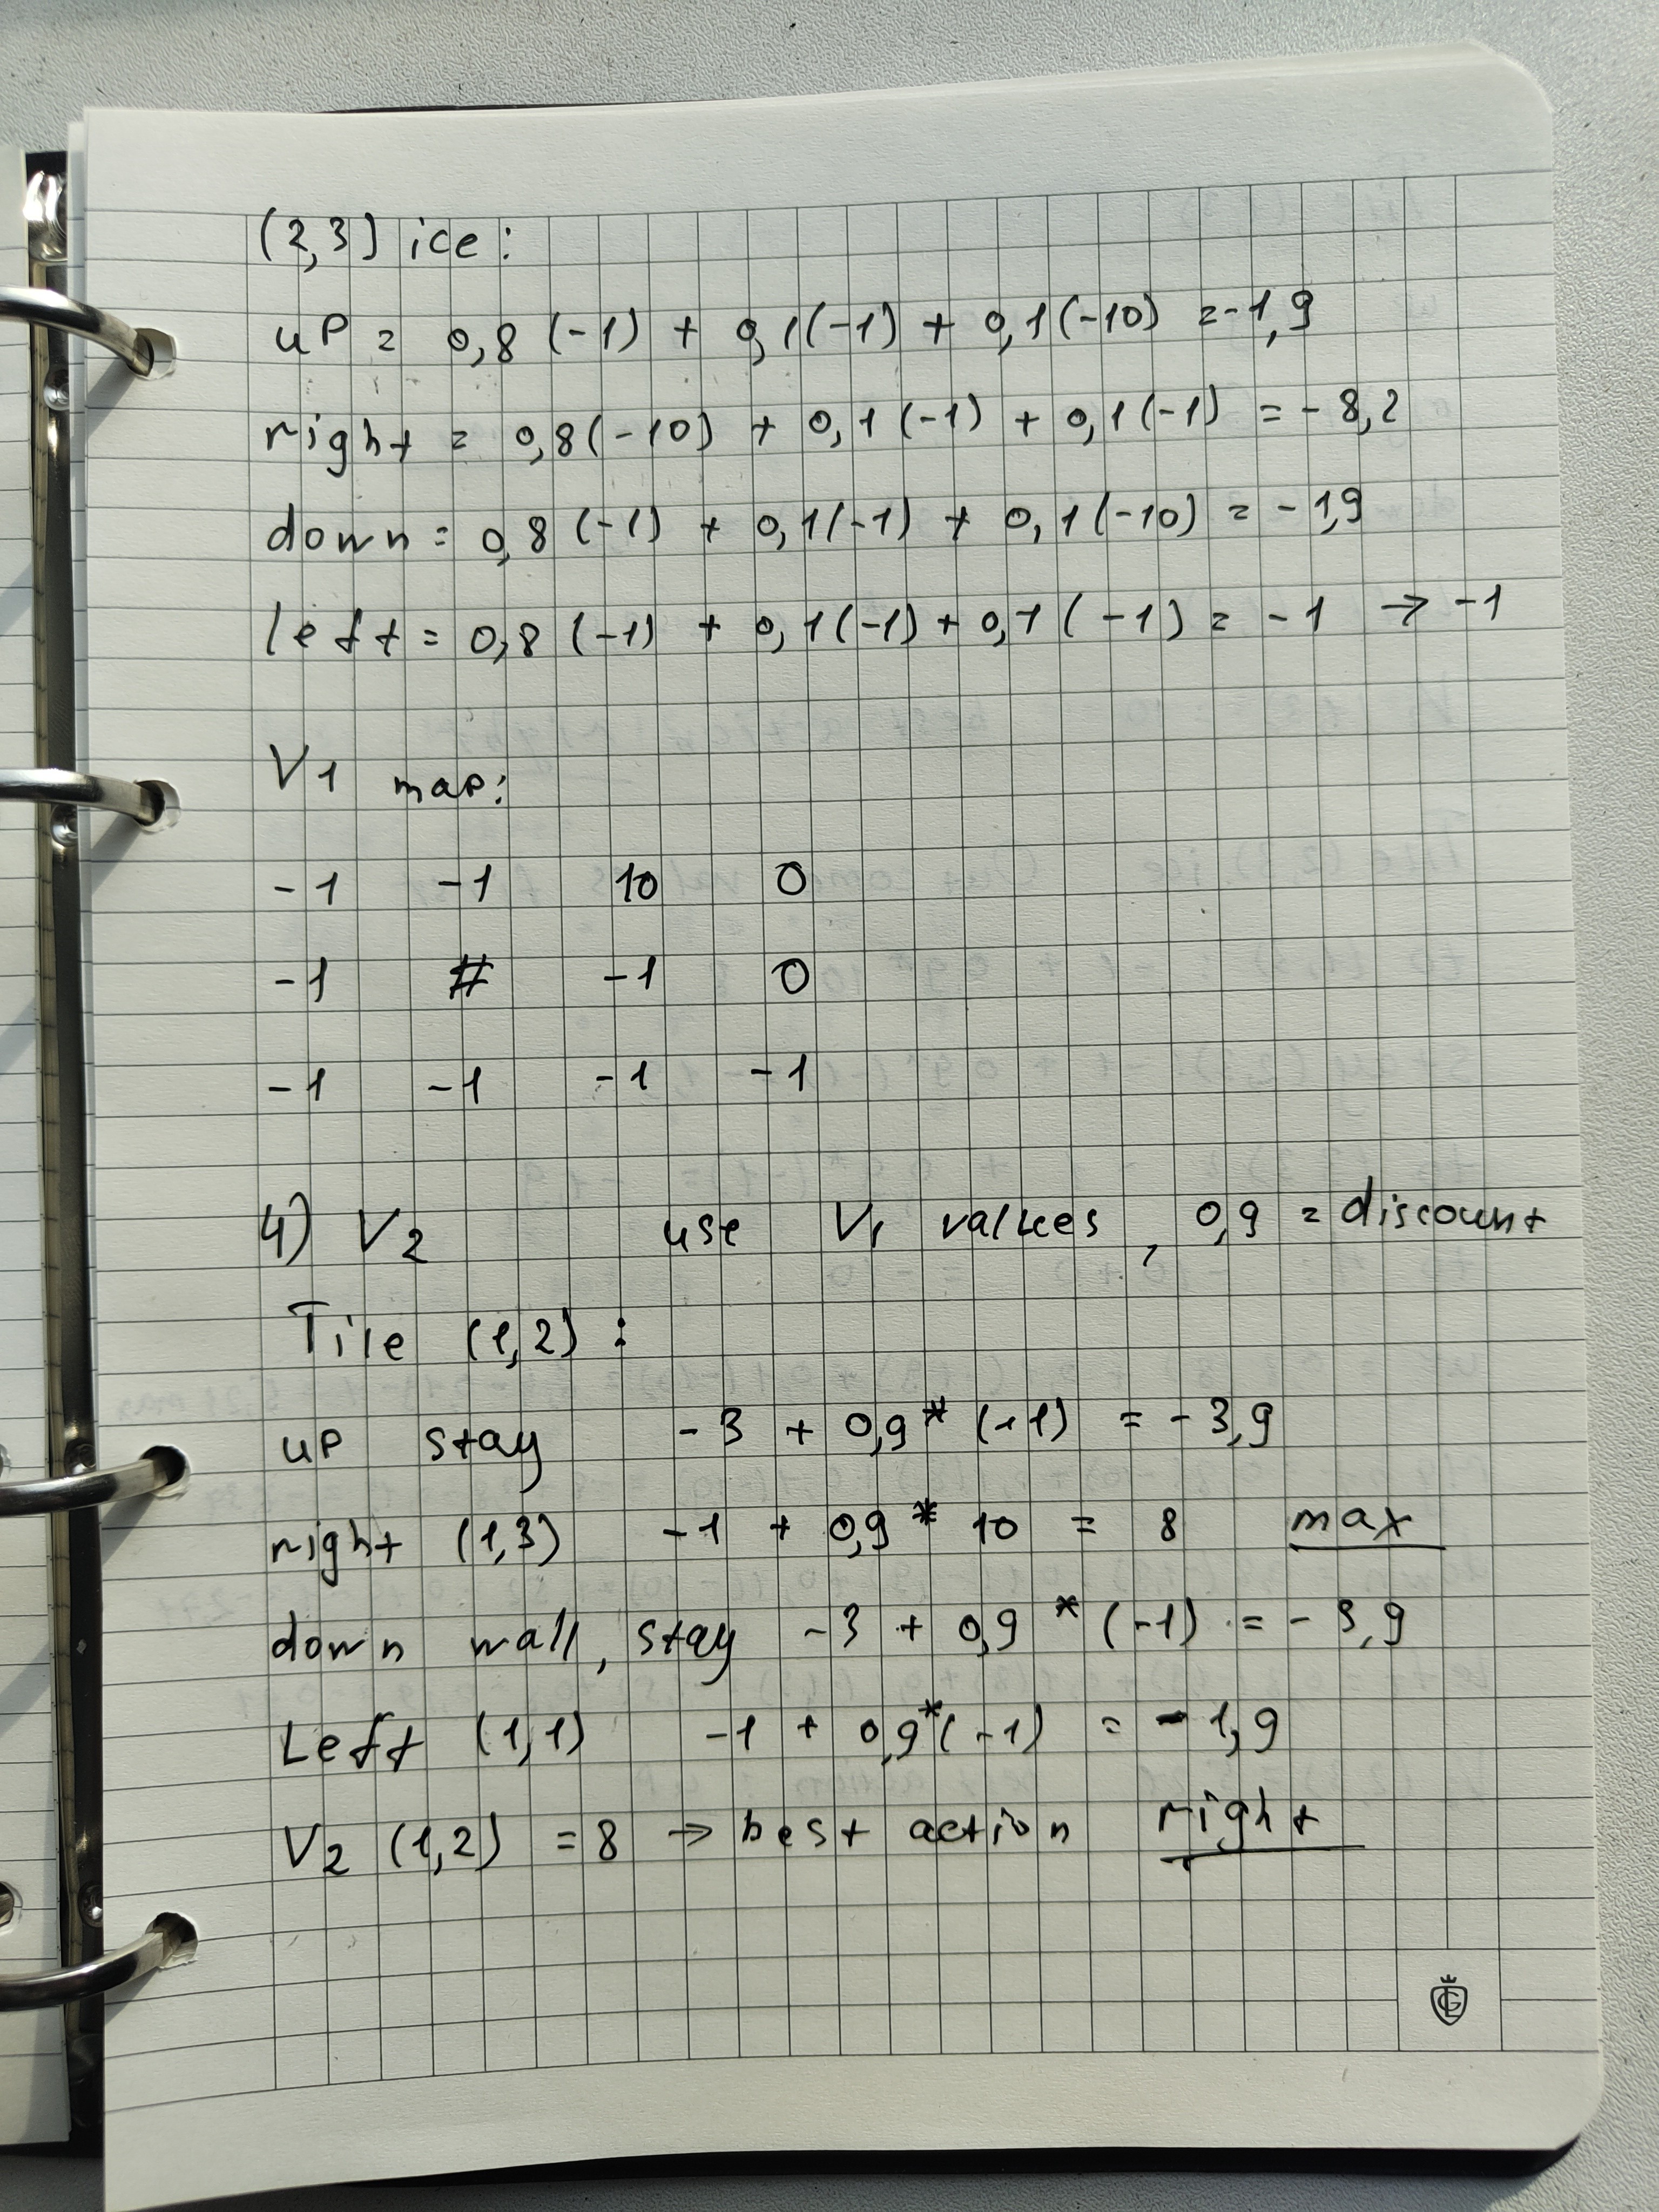 (2,3) ice:
up = 0,8 (-1) + 0,1(-1) + 0,1(-10) = -1,9
right = 0,8(-10) + 0,1(-1) + 0,1(-1) = -8,2
down = 0,8 (-1) + 0,1(-1) + 0,1(-10) = -1,9
left = 0,8 (-1) + 0,1(-1) + 0,1(-1) = -1 → -1
V1 map:
-1 -1 10 0
-1 # -1 0
-1 -1 -1 -1
4) V2 use V1 values, 0,9 = discount
Tile (1,2):
up stay -3 + 0,9 * (-1) = -3,9
right (1,3) -1 + 0,9 * 10 = 8 max
down wall, stay -3 + 0,9 * (-1) = -3,9
Left (1,1) -1 + 0,9*(-1) = -1,9
V2 (1,2) = 8 → best action right